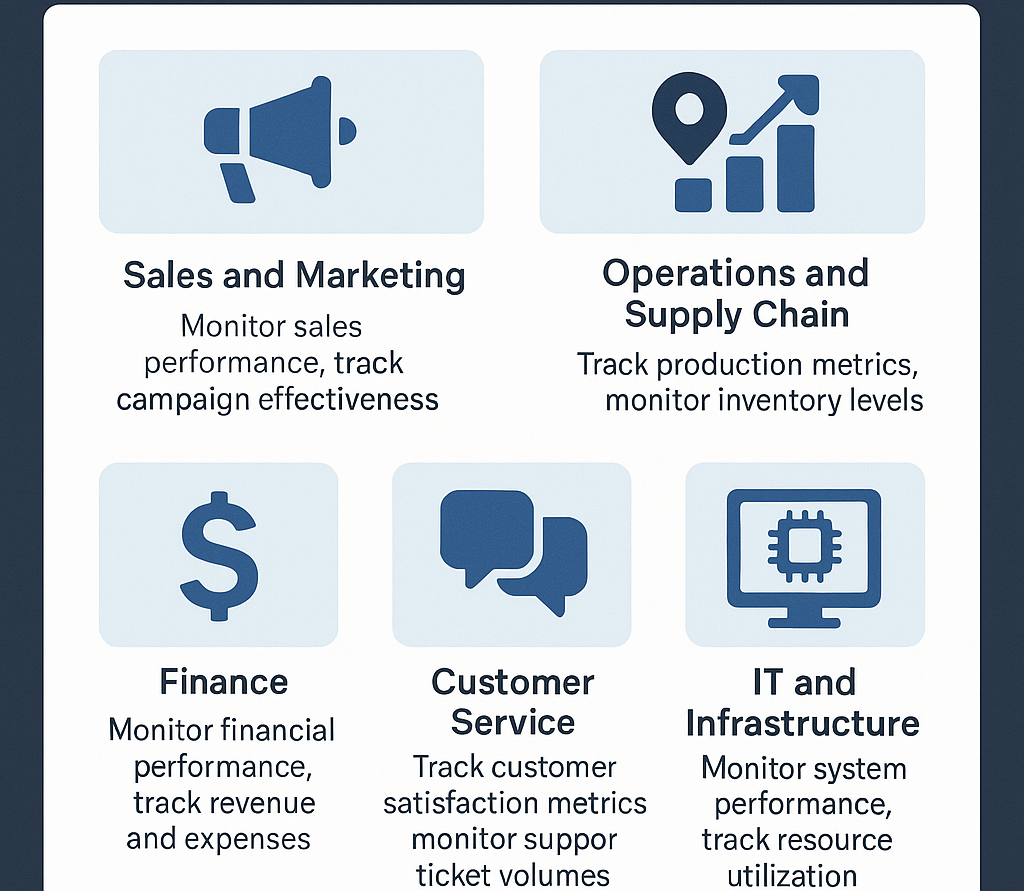 Sales and Marketing
Monitor sales
performance, track
campaign effectiveness
Operations and
Supply Chain
Track production metrics,
monitor inventory levels
Finance
Monitor financial
performance,
track revenue
and expenses
Customer
Service
Track customer
satisfaction metrics
monitor suppor
ticket volumes
IT and
Infrastructure
Monitor system
performance,
track resource
utilization